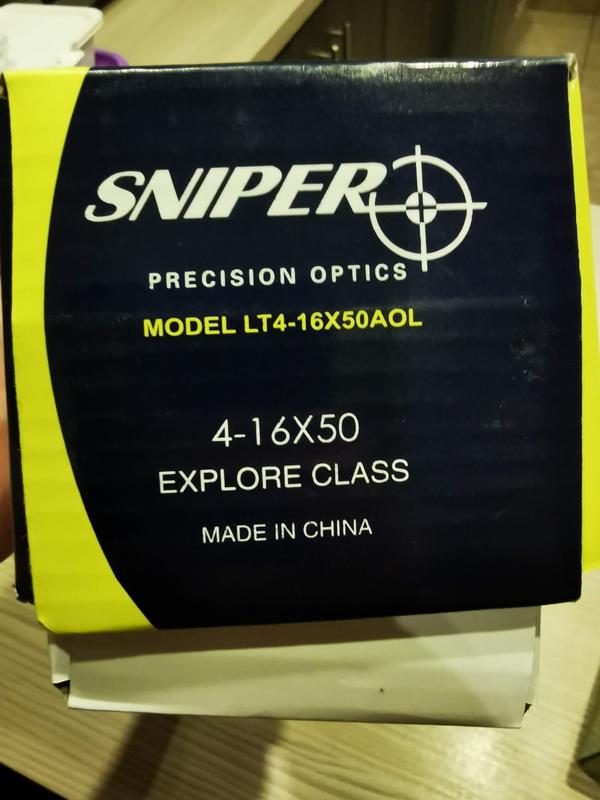 SNIPER
PRECISION OPTICS
MODEL LT4-16X50AOL
4-16X50
EXPLORE CLASS
MADE IN CHINA